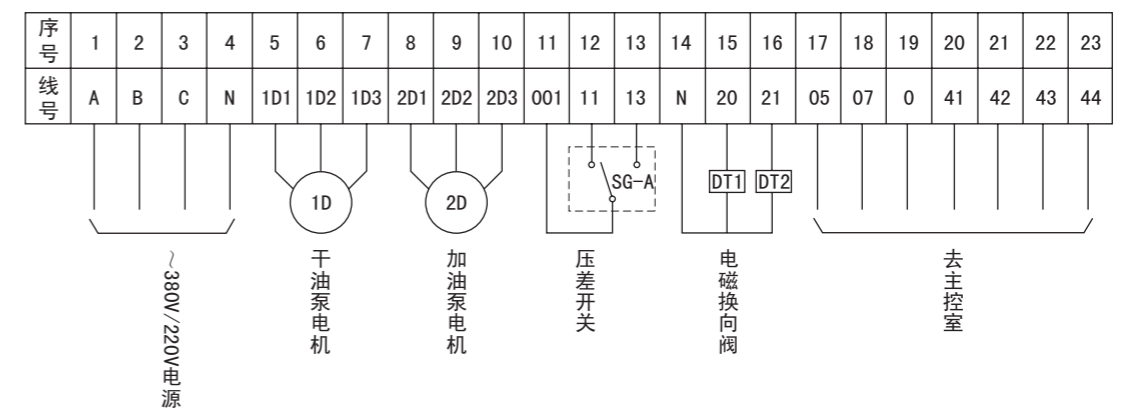 序号 1 2 3 4 5 6 7 8 9 10 11 12 13 14 15 16 17 18 19 20 21 22 23
线号 A B C N 1D1 1D2 1D3 2D1 2D2 2D3 001 11 13 N 20 21 05 07 0 41 42 43 44
SG-A
DT1 DT2
1D 2D
～380V/220V电源
干油泵电机
加油泵电机
压差开关
电磁换向阀
去主控室